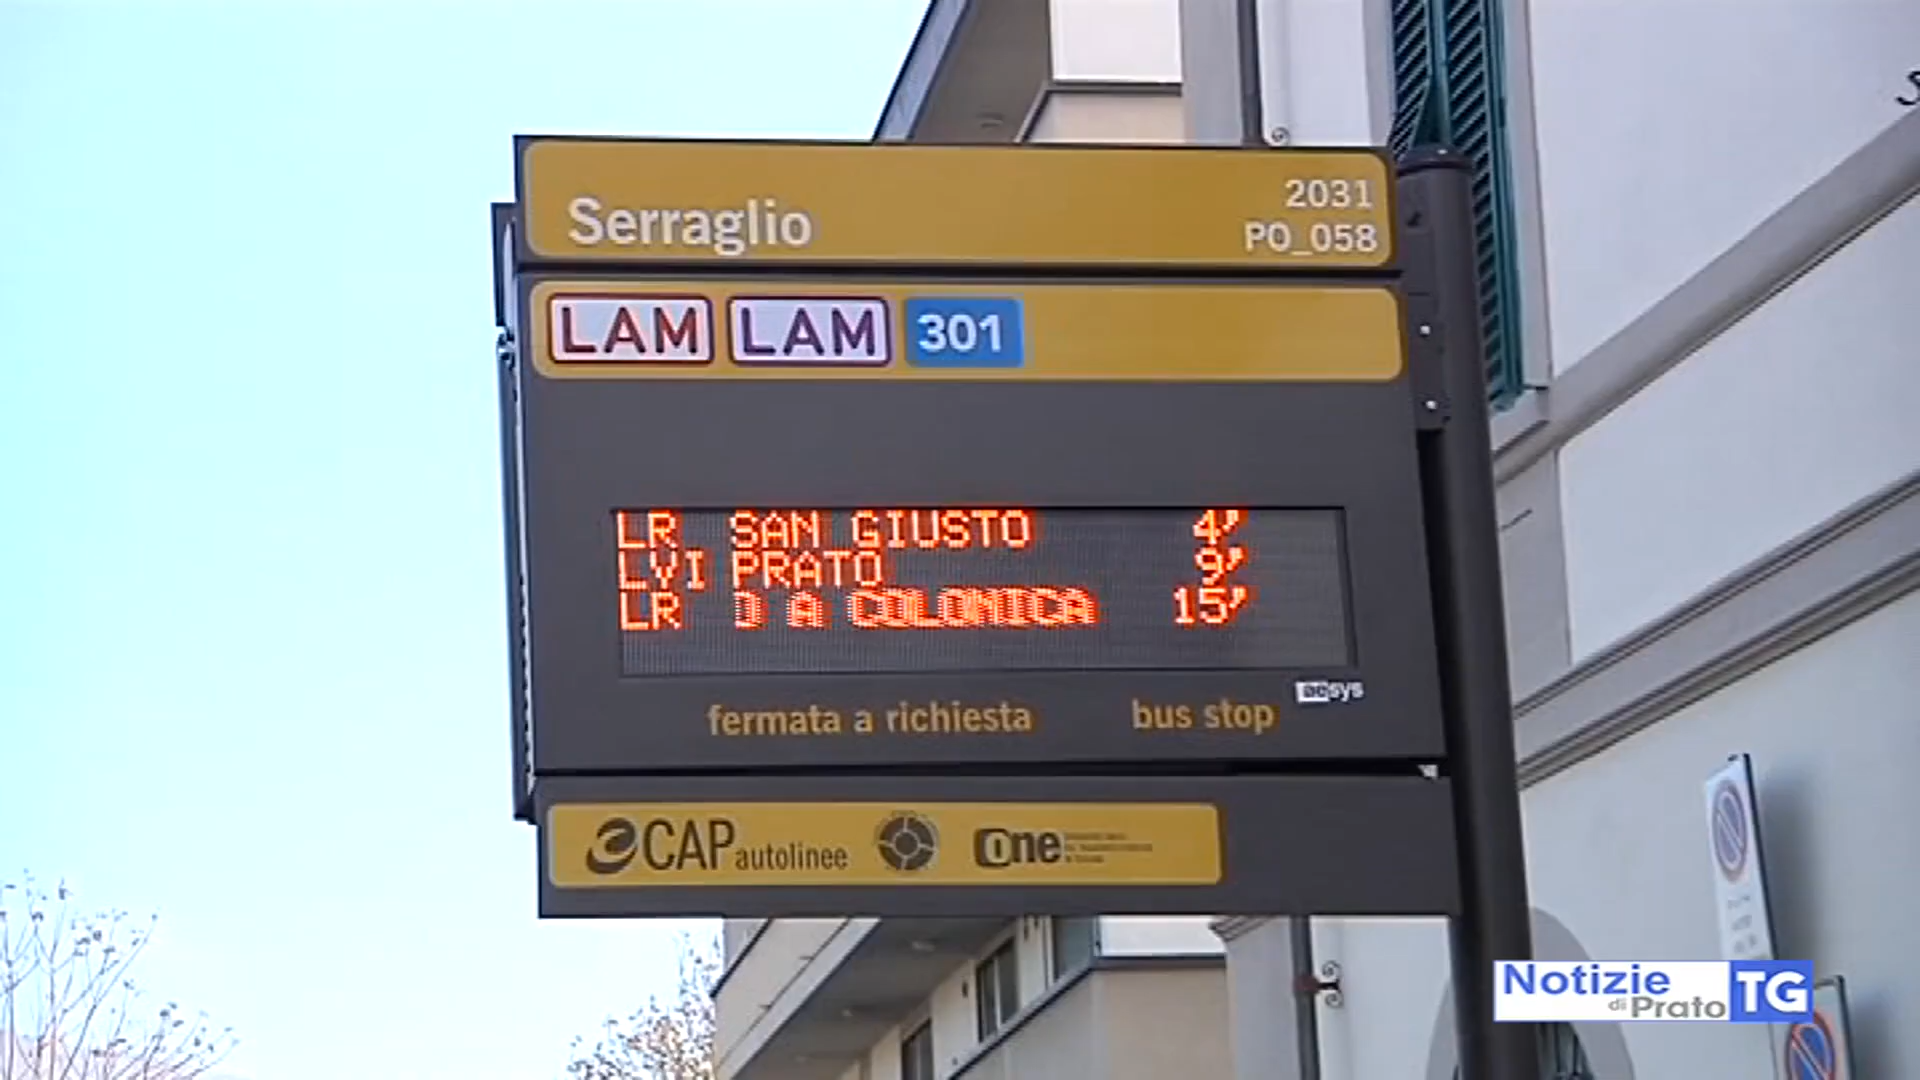 Serraglio
2031
PO_058
LAM LAM 301
LR SAN GIUSTO 4'
LVI PRATO 9'
LR D A COLONICA 15'
aesys
fermata a richiesta bus stop
CAP autolinee one
Notizie di Prato TG